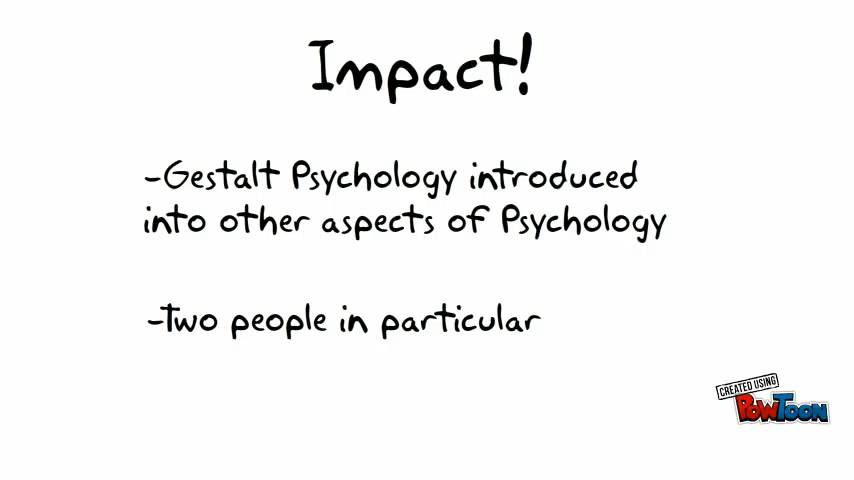 Impact!
-Gestalt Psychology introduced
into other aspects of Psychology
-Two people in particular
CREATED USING
POWTOON